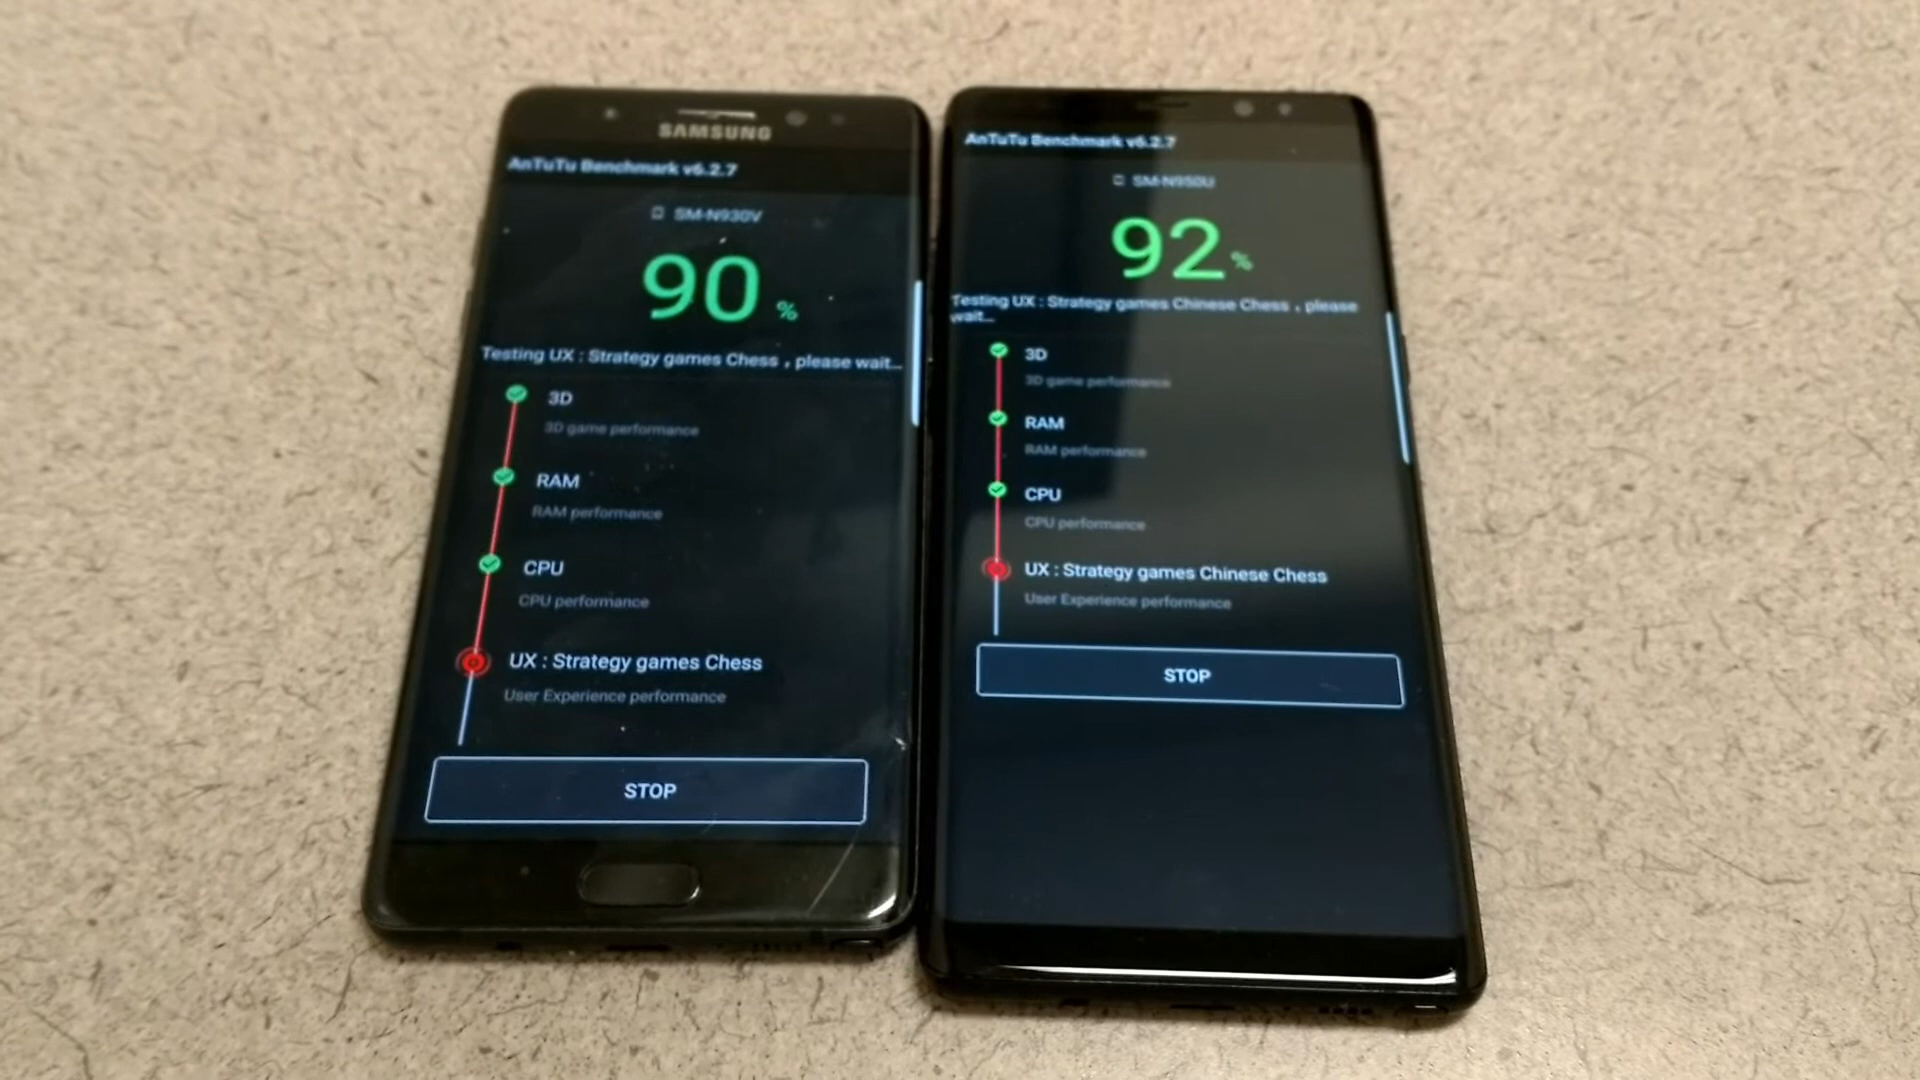 SAMSUNG
AnTuTu Benchmark v6.2.7
SM-N930V
90 %
Testing UX : Strategy games Chess , please wait...
3D
3D game performance
RAM
RAM performance
CPU
CPU performance
UX : Strategy games Chess
User Experience performance
STOP
AnTuTu Benchmark v6.2.7
SM-N950U
92 %
Testing UX : Strategy games Chinese Chess , please
wait...
3D
3D game performance
RAM
RAM performance
CPU
CPU performance
UX : Strategy games Chinese Chess
User Experience performance
STOP